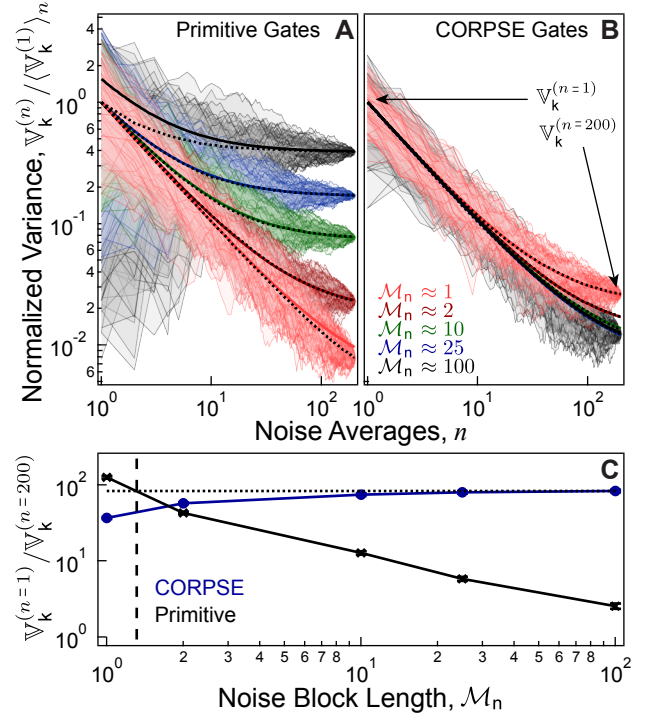 Primitive Gates A
CORPSE Gates B
Normalized Variance, 𝕍ₖ⁽ⁿ⁾/⟨𝕍ₖ⁽¹⁾⟩ₙ
4
2
10⁰
6
4
2
10⁻¹
6
4
2
10⁻²
6
𝕍ₖ⁽ⁿ ⁼ ¹⁾
𝕍ₖ⁽ⁿ ⁼ ²⁰⁰⁾
ℳₙ ≈ 1
ℳₙ ≈ 2
ℳₙ ≈ 10
ℳₙ ≈ 25
ℳₙ ≈ 100
10⁰ 10¹ 10² 10⁰ 10¹ 10²
Noise Averages, n
C
𝕍ₖ⁽ⁿ ⁼ ¹⁾/𝕍ₖ⁽ⁿ ⁼ ²⁰⁰⁾
10²
10¹
10⁰
CORPSE
Primitive
10⁰ 2 3 4 5 6 7 8 10¹ 2 3 4 5 6 7 8 10²
Noise Block Length, ℳₙ